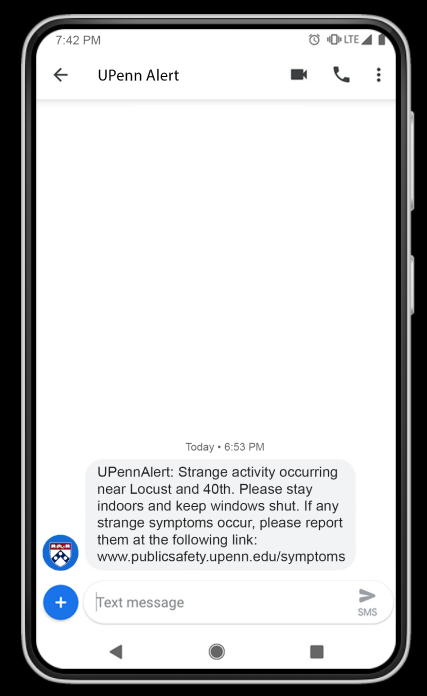 7:42 PM LTE
UPenn Alert
Today • 6:53 PM
UPennAlert: Strange activity occurring
near Locust and 40th. Please stay
indoors and keep windows shut. If any
strange symptoms occur, please report
them at the following link:
www.publicsafety.upenn.edu/symptoms
Text message
SMS